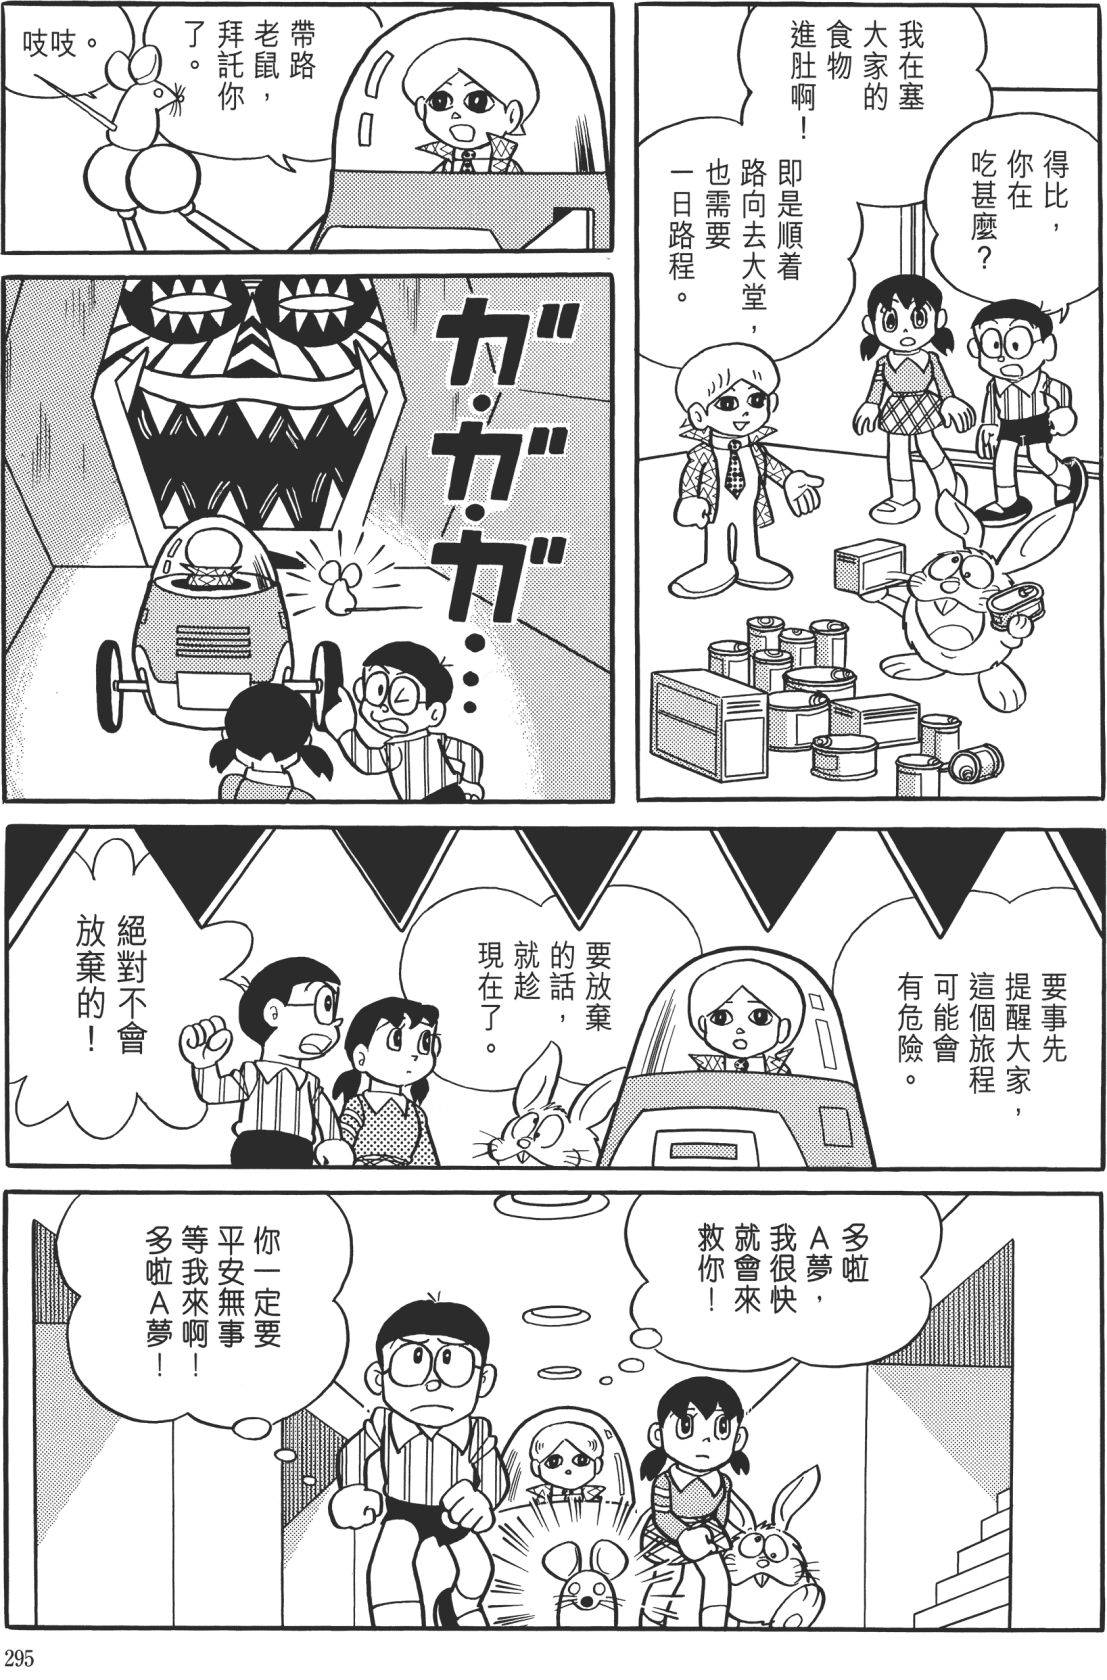 得比，
你在
吃甚麼？
我在塞
大家的
食物
進肚啊！
即是順着
路向去大堂，
也需要
一日路程。
帶路
老鼠，
拜託你
了。
吱吱。
ガ・ガ・ガ・・・
要事先
提醒大家，
這個旅程
可能會
有危險。
要放棄
的話，
就趁
現在了。
絕對不會
放棄的！
多啦
A夢，
我很快
就會來
救你！
你一定要
平安無事
等我來啊！
多啦A夢！
295